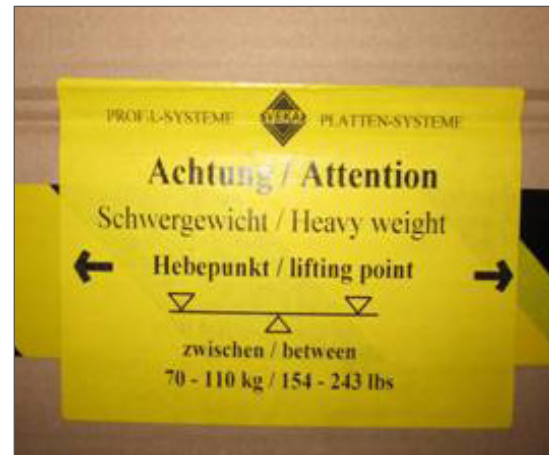 PROFIL-SYSTEME VEKA PLATTEN-SYSTEME
Achtung / Attention
Schwergewicht / Heavy weight
Hebepunkt / lifting point
zwischen / between
70 - 110 kg / 154 - 243 lbs